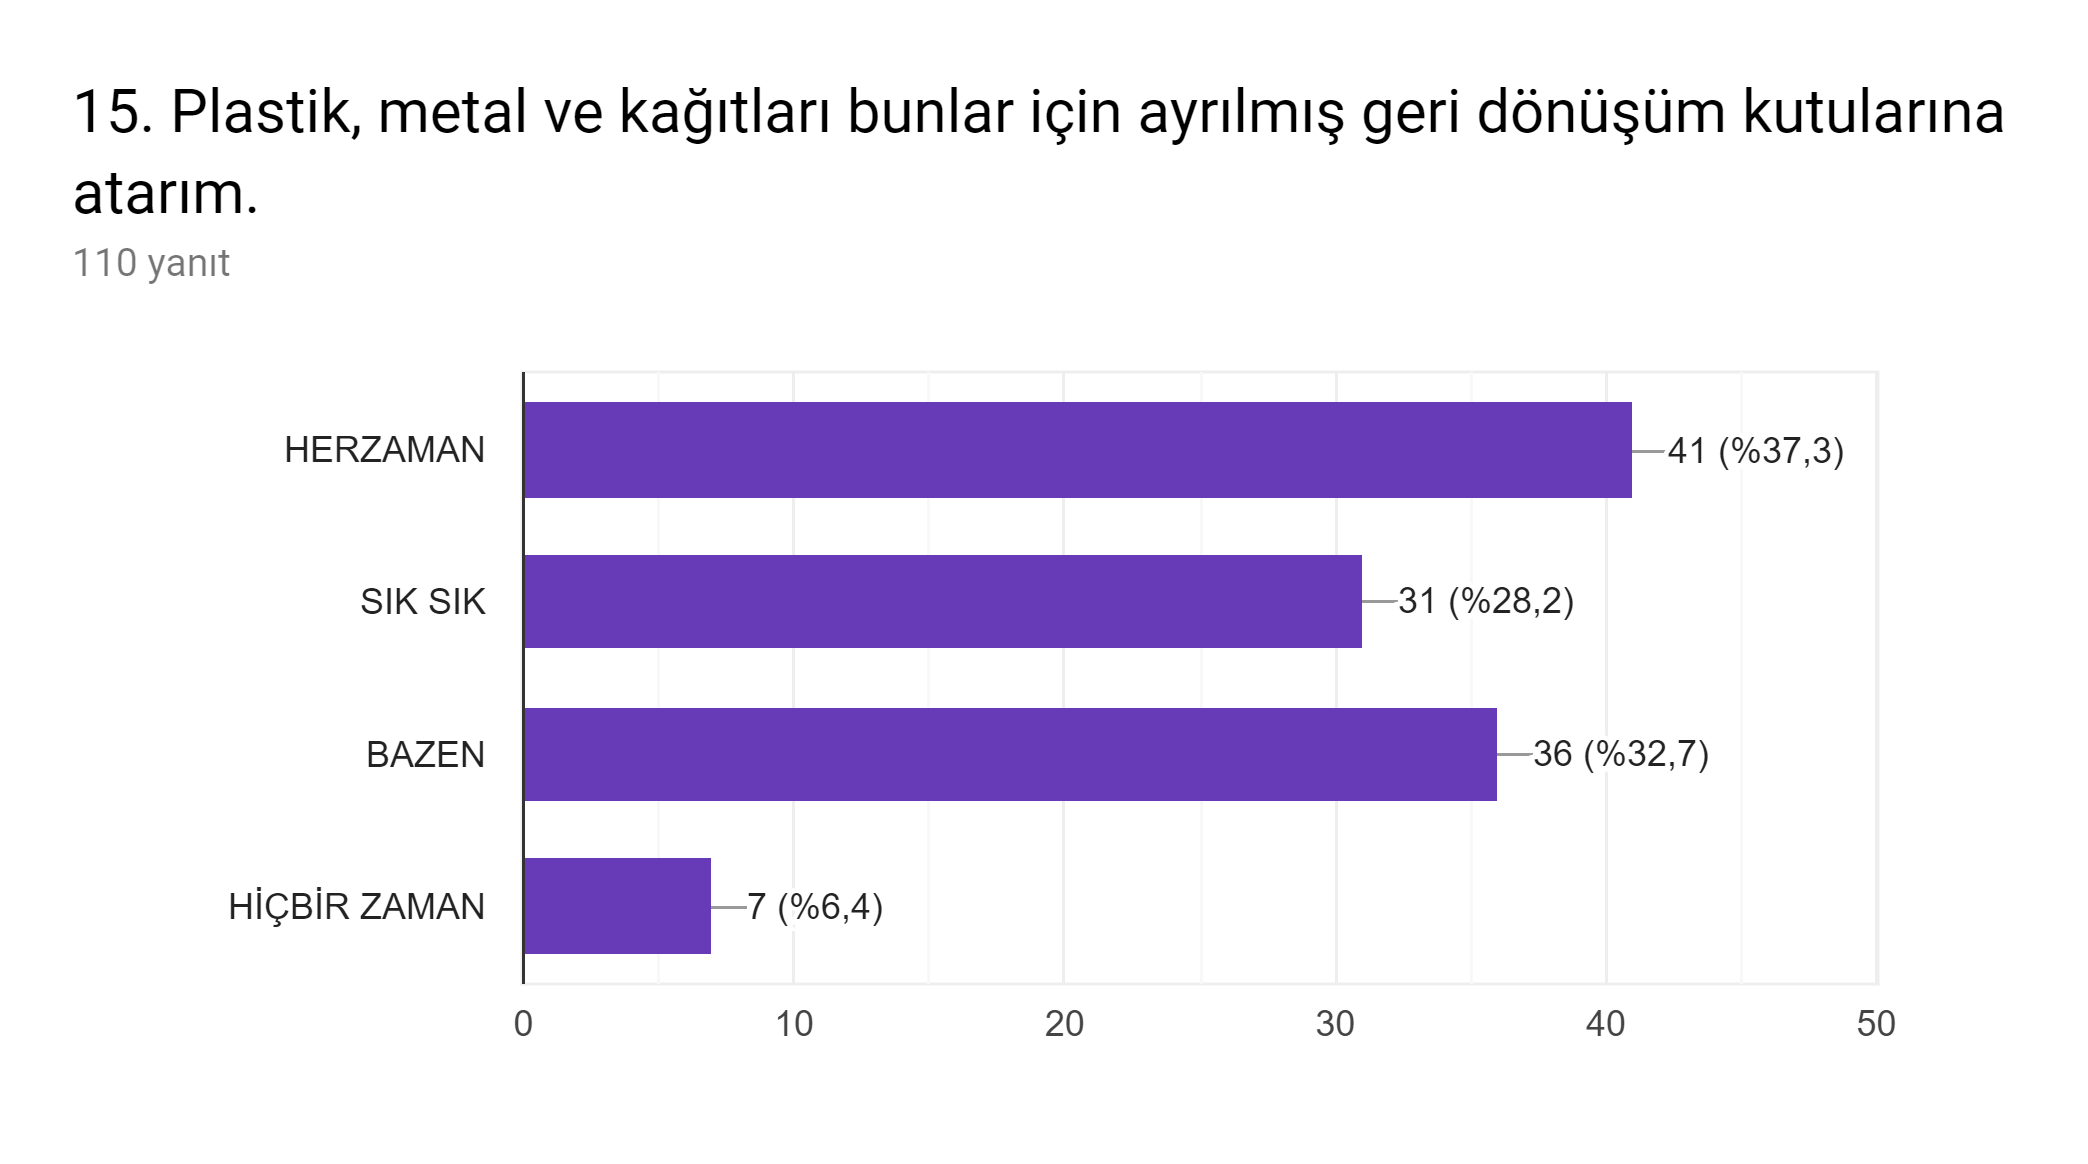 15. Plastik, metal ve kağıtları bunlar için ayrılmış geri dönüşüm kutularına
atarım.
110 yanıt
HERZAMAN 41 (%37,3)
SIK SIK 31 (%28,2)
BAZEN 36 (%32,7)
HİÇBİR ZAMAN 7 (%6,4)
0 10 20 30 40 50